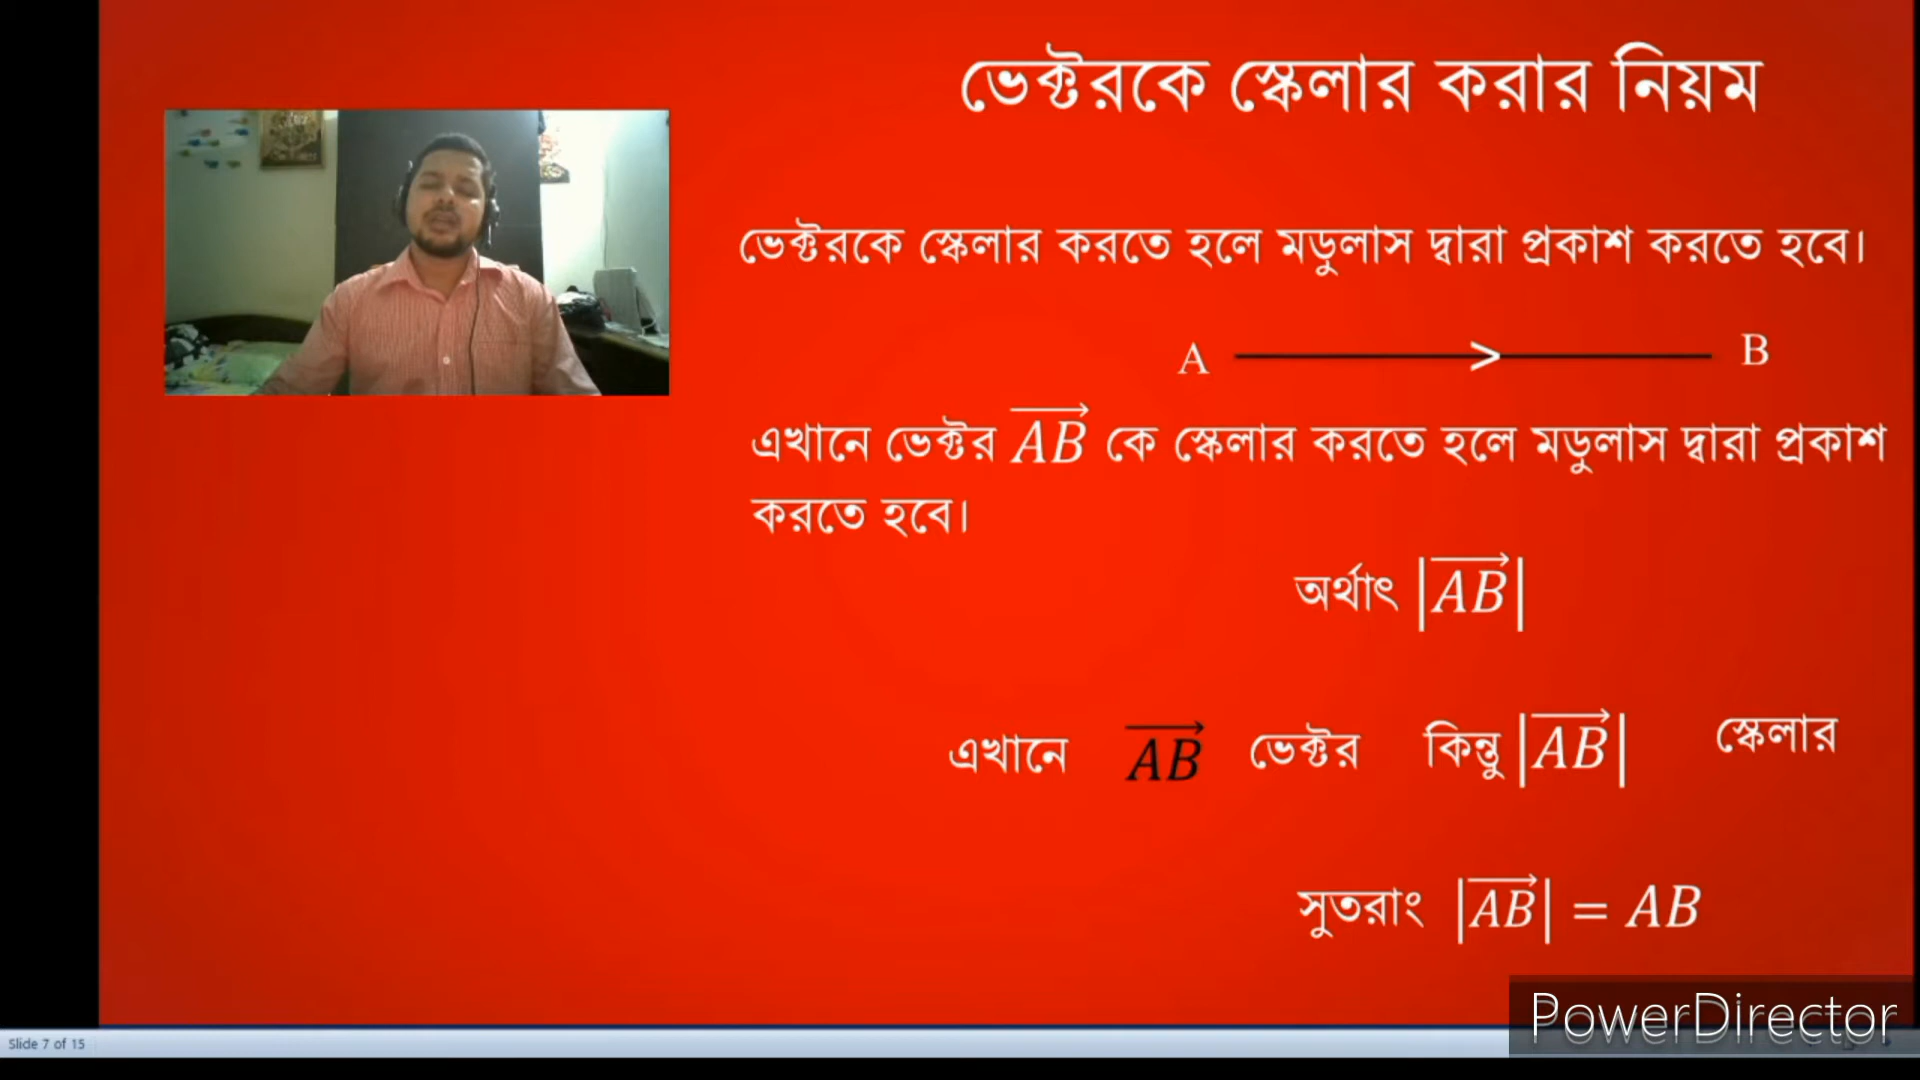 ভেক্টরকে স্কেলার করার নিয়ম
ভেক্টরকে স্কেলার করতে হলে মডুলাস দ্বারা প্রকাশ করতে হবে।
A > B
এখানে ভেক্টর $\overrightarrow{AB}$ কে স্কেলার করতে হলে মডুলাস দ্বারা প্রকাশ
করতে হবে।
অর্থাৎ $|\overrightarrow{AB}|$
এখানে $\overrightarrow{AB}$ ভেক্টর কিন্তু $|\overrightarrow{AB}|$ স্কেলার
সুতরাং $|\overrightarrow{AB}| = AB$
PowerDirector
Slide 7 of 15